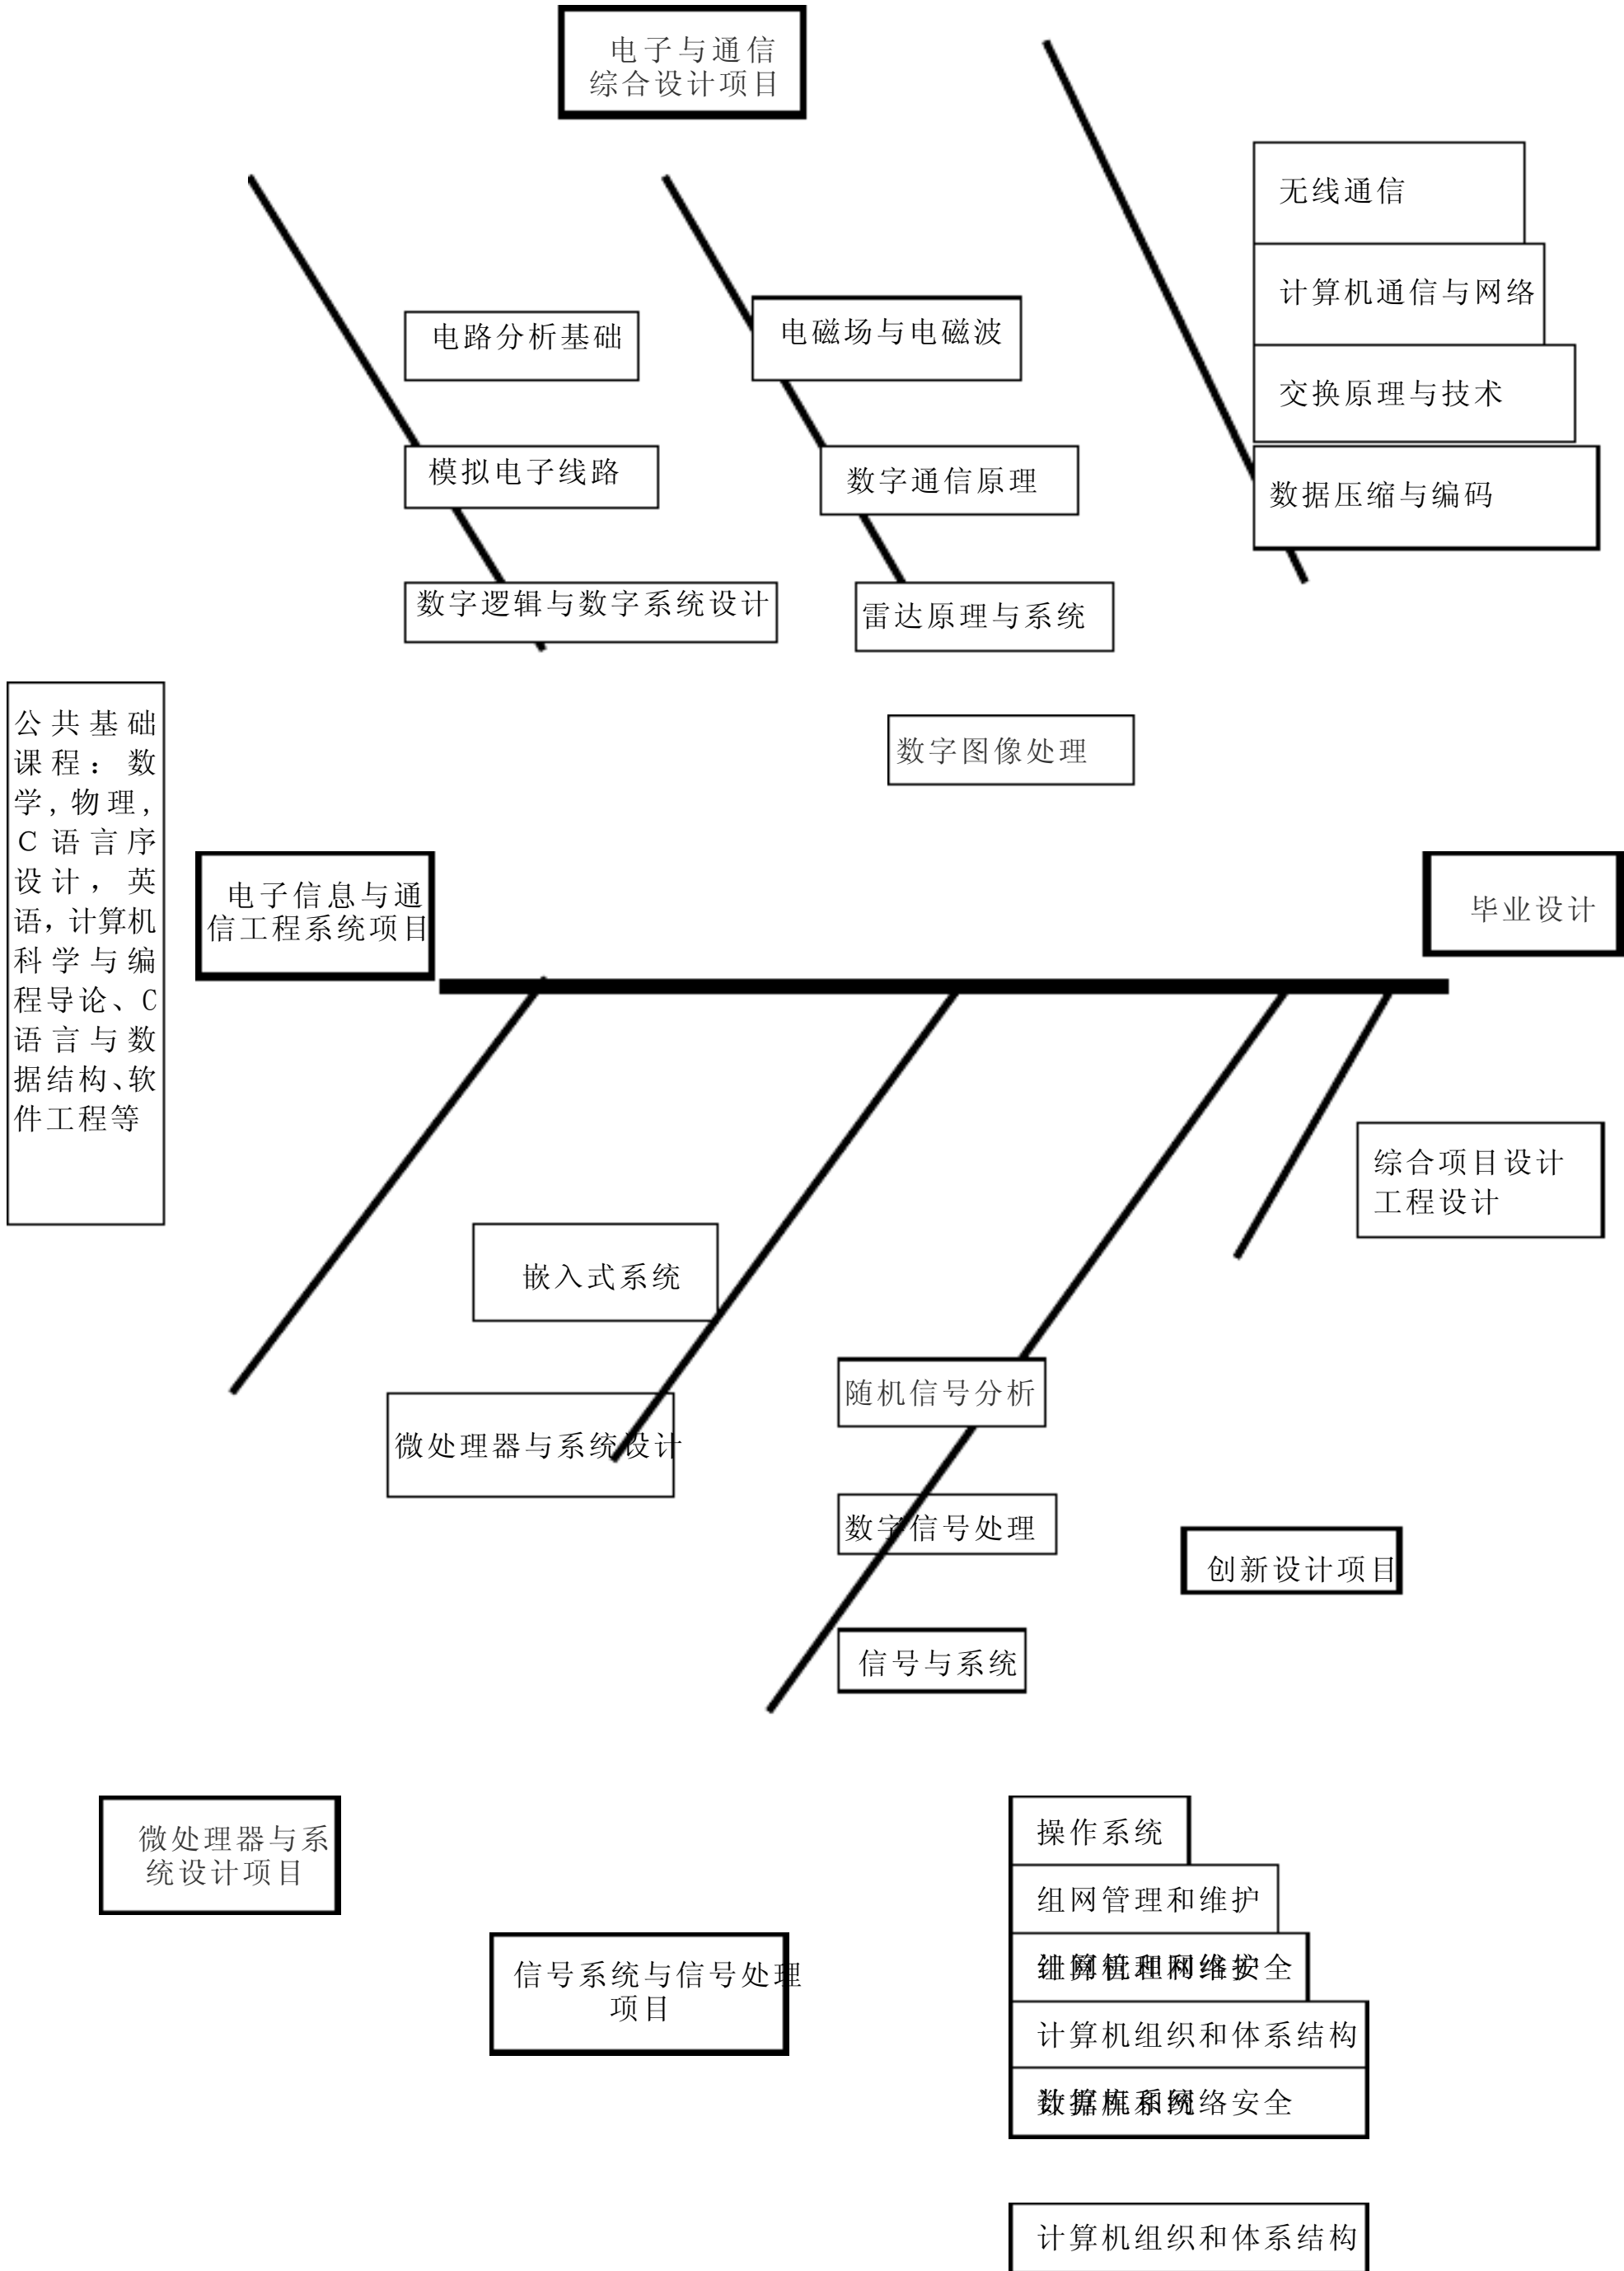 电子与通信
综合设计项目
无线通信
计算机通信与网络
交换原理与技术
数据压缩与编码
电路分析基础
电磁场与电磁波
模拟电子线路
数字通信原理
数字逻辑与数字系统设计
雷达原理与系统
数字图像处理
公共基础
课程：数
学,物理,
C语言序
设计，英
语，计算机
科学与编
程导论、C
语言与数
据结构、软
件工程等
电子信息与通
信工程系统项目
毕业设计
综合项目设计
工程设计
嵌入式系统
微处理器与系统设计
随机信号分析
数字信号处理
信号与系统
创新设计项目
微处理器与系
统设计项目
信号系统与信号处理
项目
操作系统
组网管理和维护
计算机组织和体系结构
计算机组织和体系结构